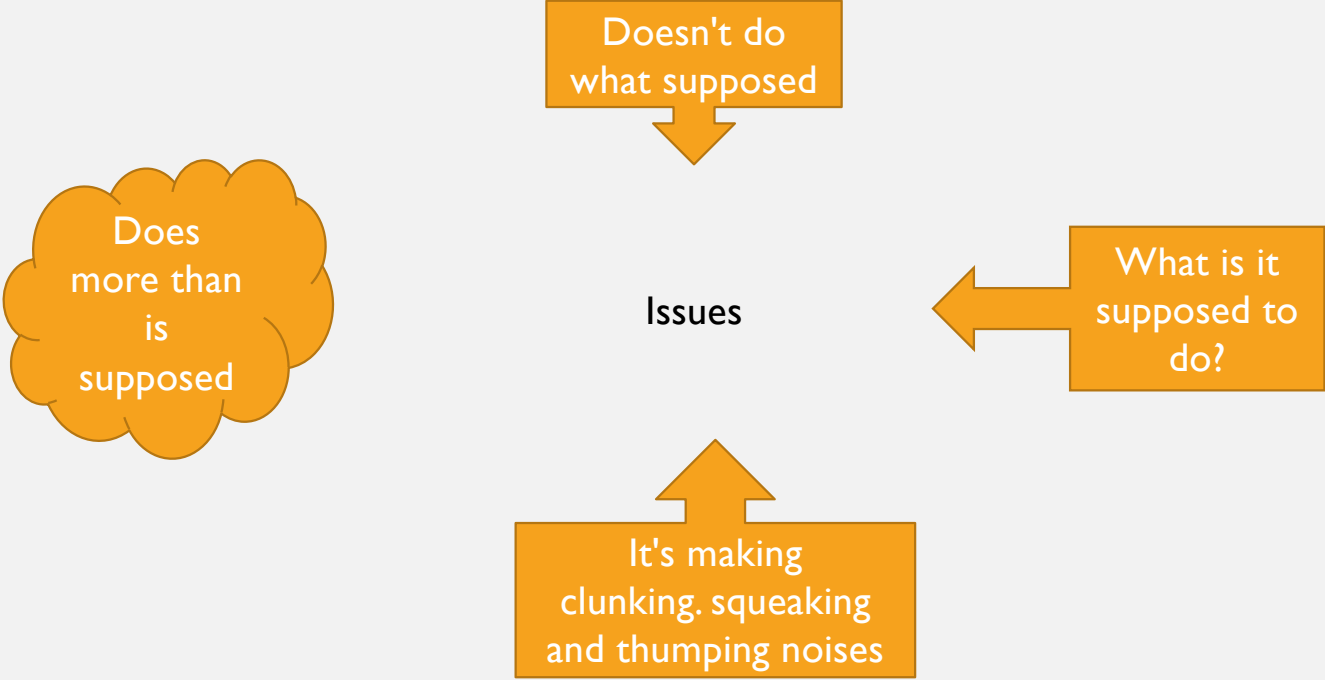 Doesn't do
what supposed
Does
more than
is
supposed
Issues
What is it
supposed to
do?
It's making
clunking. squeaking
and thumping noises